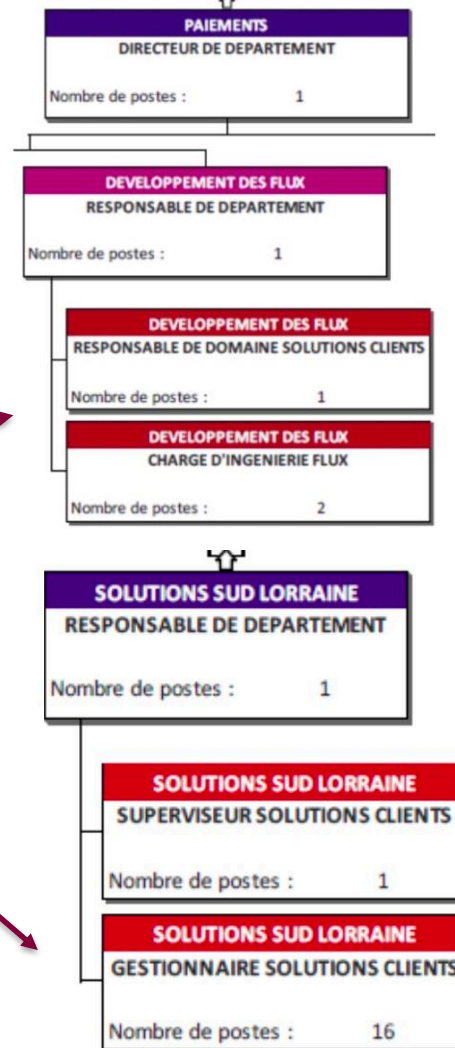 PAIEMENTS
DIRECTEUR DE DEPARTEMENT
Nombre de postes : 1
DEVELOPPEMENT DES FLUX
RESPONSABLE DE DEPARTEMENT
Nombre de postes : 1
DEVELOPPEMENT DES FLUX
RESPONSABLE DE DOMAINE SOLUTIONS CLIENTS
Nombre de postes : 1
DEVELOPPEMENT DES FLUX
CHARGE D'INGENIERIE FLUX
Nombre de postes : 2
SOLUTIONS SUD LORRAINE
RESPONSABLE DE DEPARTEMENT
Nombre de postes : 1
SOLUTIONS SUD LORRAINE
SUPERVISEUR SOLUTIONS CLIENTS
Nombre de postes : 1
SOLUTIONS SUD LORRAINE
GESTIONNAIRE SOLUTIONS CLIENTS
Nombre de postes : 16